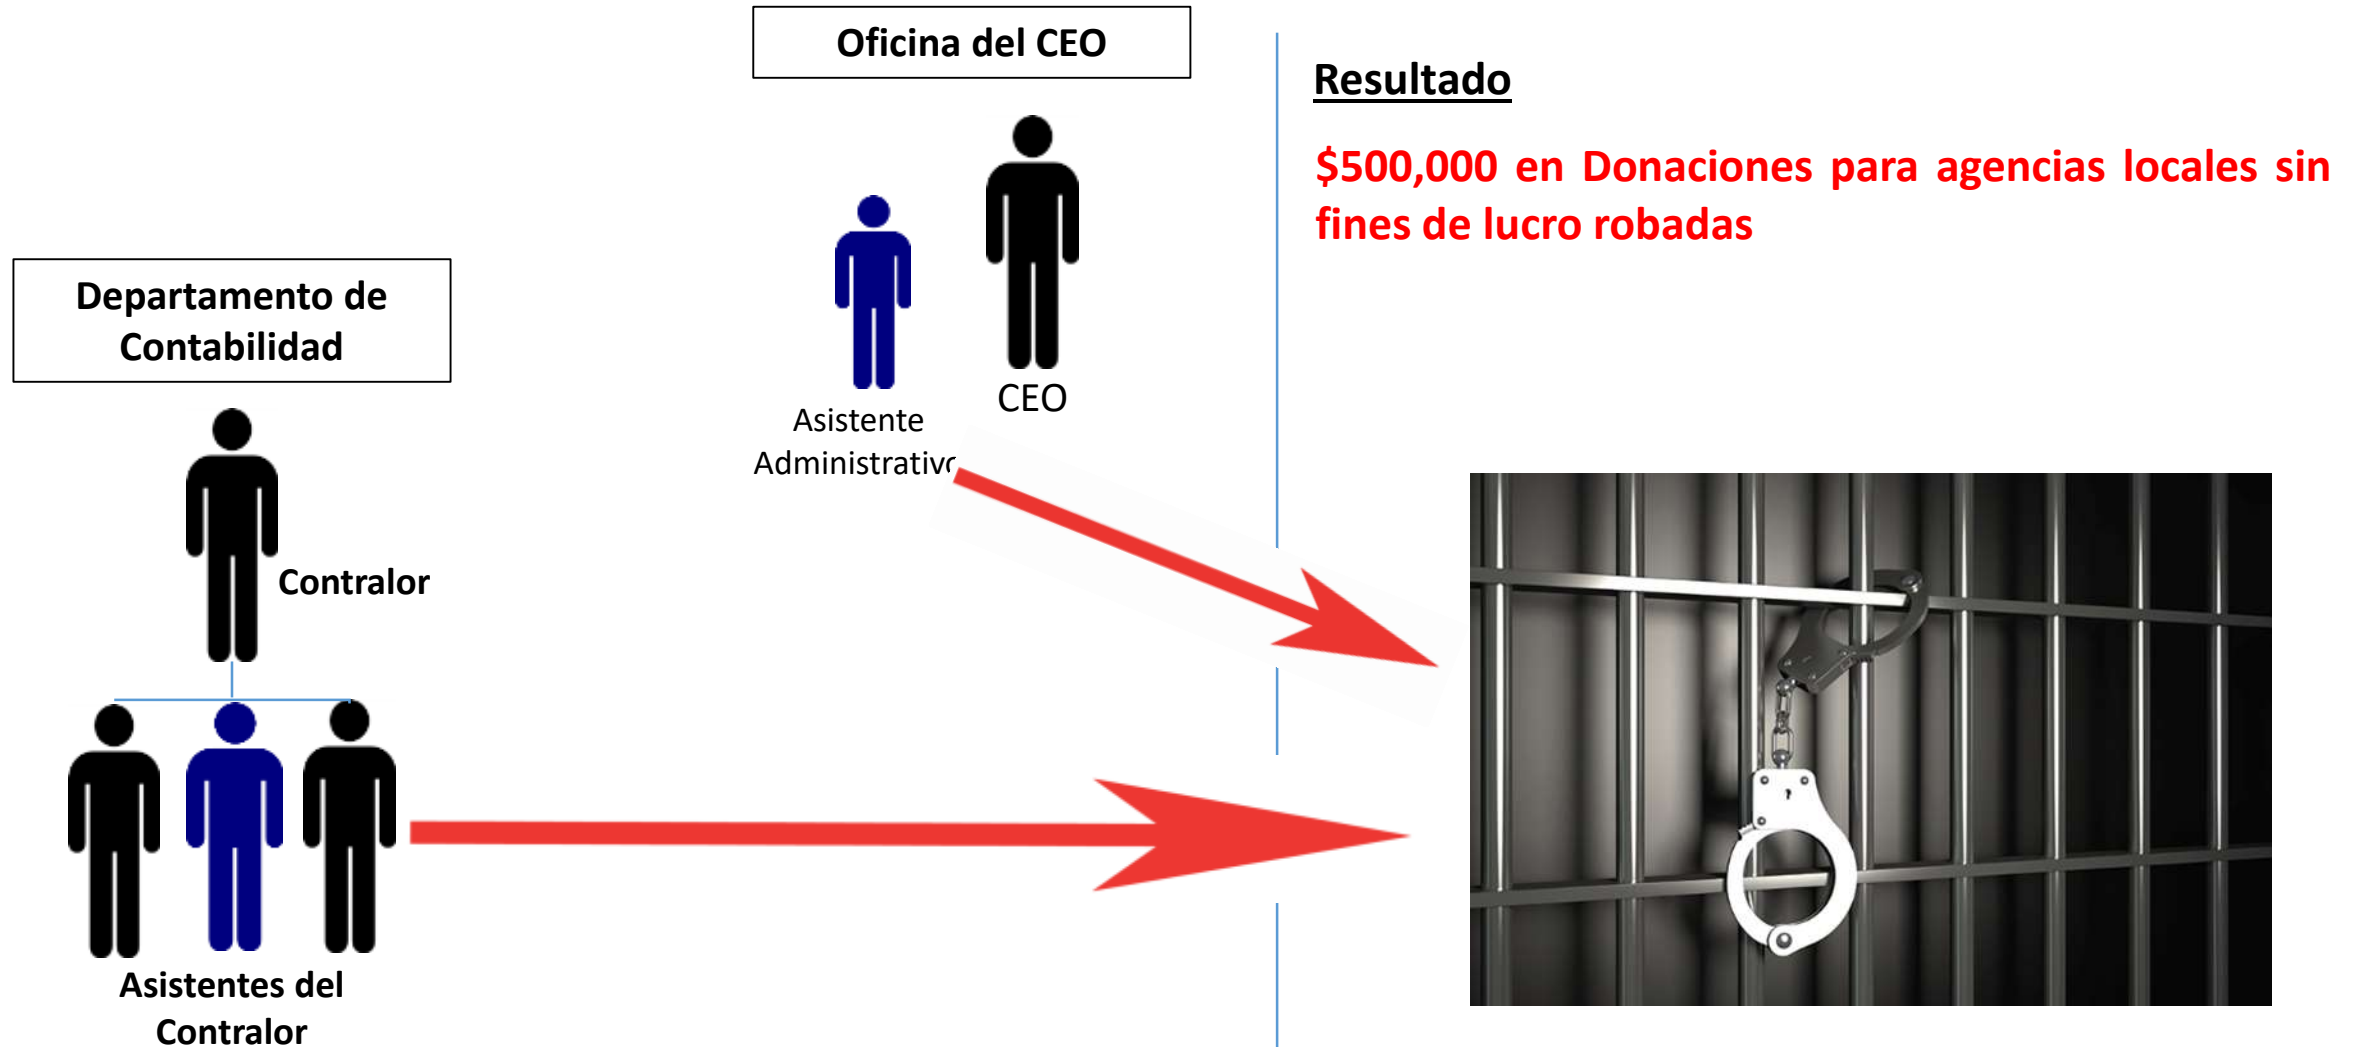 Oficina del CEO
Resultado
$500,000 en Donaciones para agencias locales sin
fines de lucro robadas
Departamento de
Contabilidad
CEO
Asistente
Administrativo
Contralor
Asistentes del
Contralor